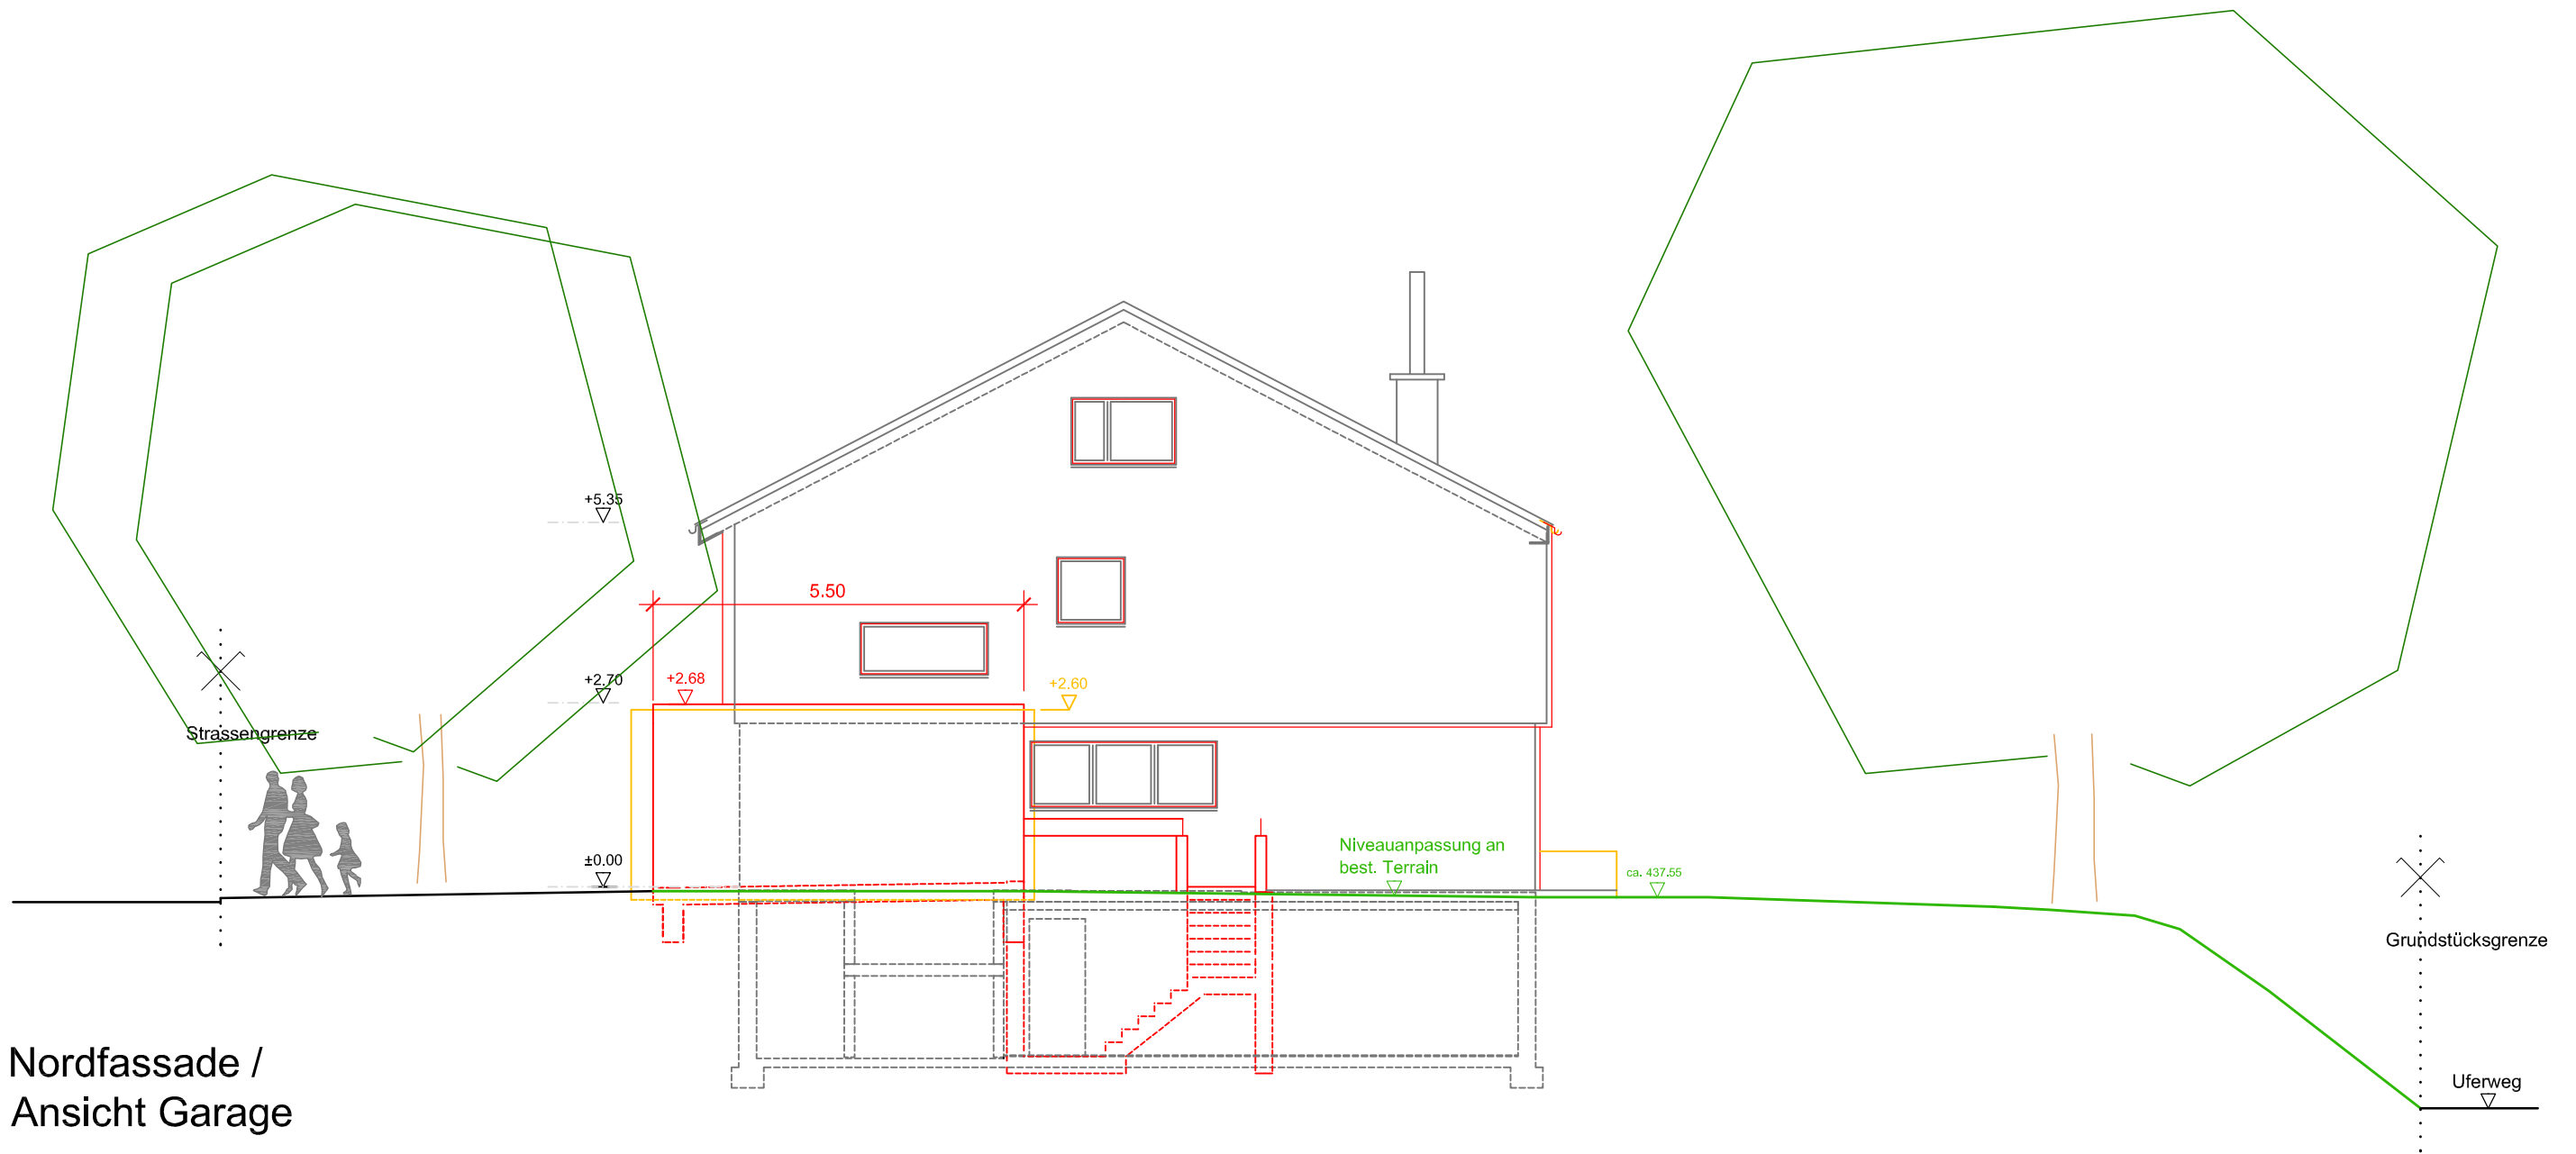 +5.35
5.50
+2.70
+2.68
+2.60
Strassengrenze
±0.00
Niveauanpassung an
best. Terrain
ca. 437.55
Grundstücksgrenze
Uferweg
Nordfassade /
Ansicht Garage